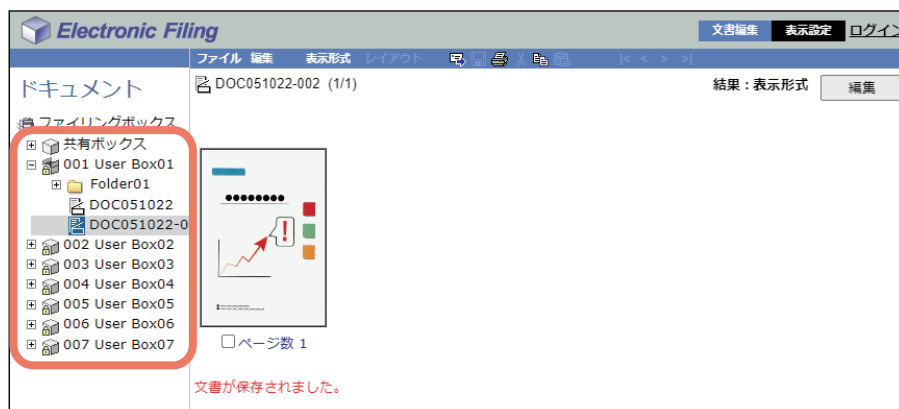 Electronic Filing
文書編集 表示設定 ログイン
ファイル 編集 表示形式 レイアウト |< < > >|
ドキュメント
DOC051022-002 (1/1)
結果：表示形式 編集
ファイリングボックス
共有ボックス
001 User Box01
Folder01
DOC051022
DOC051022-0
002 User Box02
003 User Box03
004 User Box04
005 User Box05
006 User Box06
007 User Box07
!
ページ数 1
文書が保存されました。